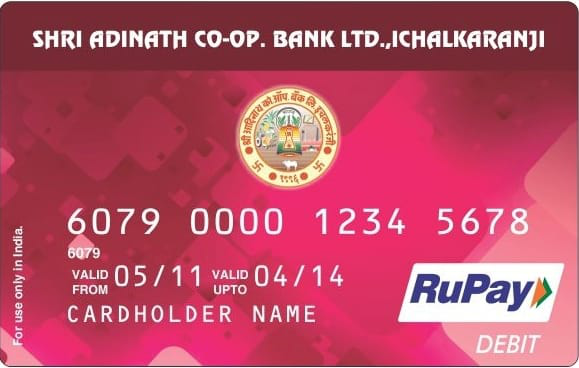 SHRI ADINATH CO-OP. BANK LTD.,ICHALKARANJI
श्री आदिनाथ को.ऑप. बँक लि. इचलकरंजी
१९९६
6079 0000 1234 5678
6079
VALID FROM 05/11 VALID UPTO 04/14
CARDHOLDER NAME
For use only in India.
RuPay
DEBIT